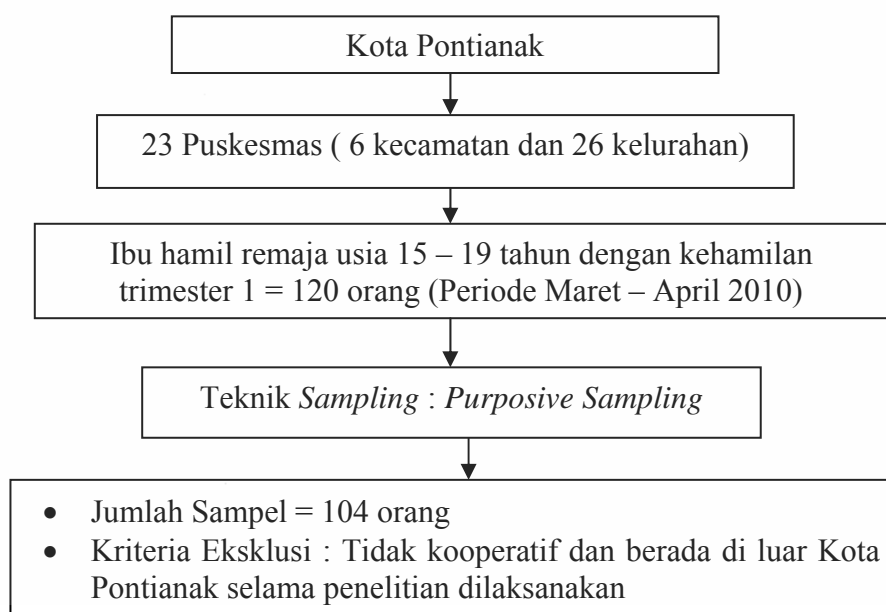 Kota Pontianak
23 Puskesmas ( 6 kecamatan dan 26 kelurahan)
Ibu hamil remaja usia 15 – 19 tahun dengan kehamilan
trimester 1 = 120 orang (Periode Maret – April 2010)
Teknik Sampling : Purposive Sampling
• Jumlah Sampel = 104 orang
• Kriteria Eksklusi : Tidak kooperatif dan berada di luar Kota
Pontianak selama penelitian dilaksanakan